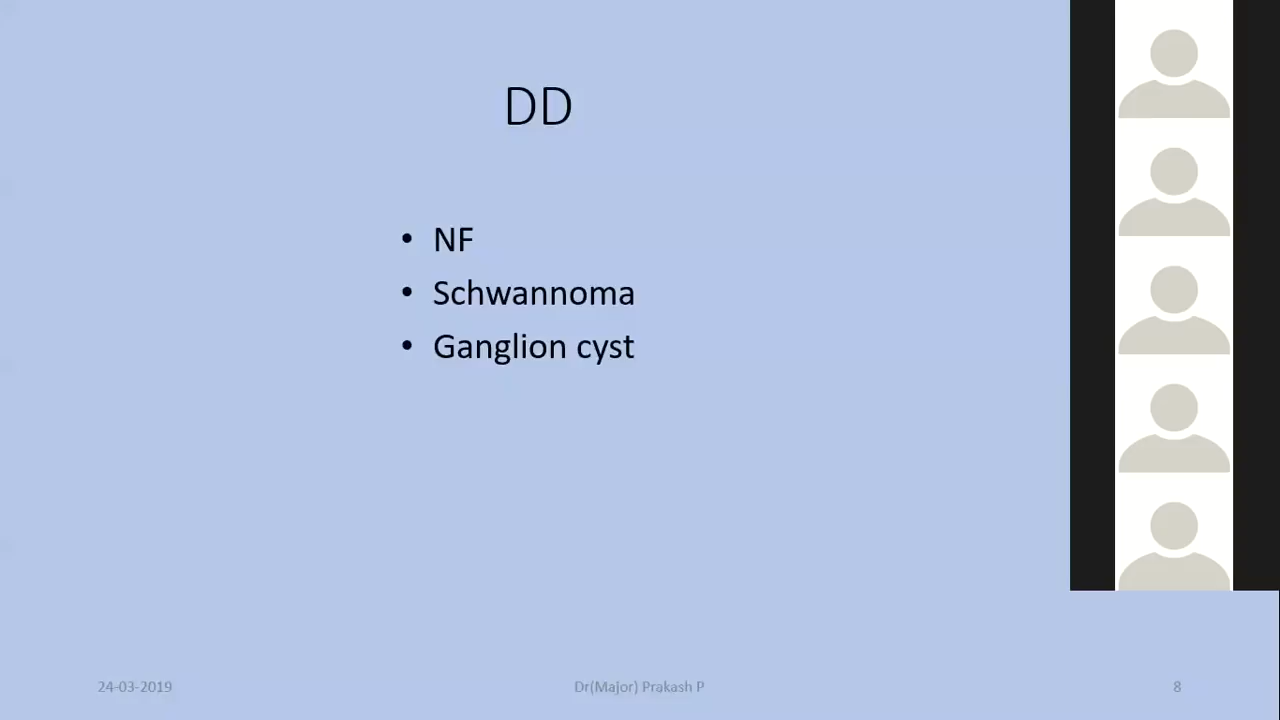 DD
• NF
• Schwannoma
• Ganglion cyst
24-03-2019
Dr(Major) Prakash P
8